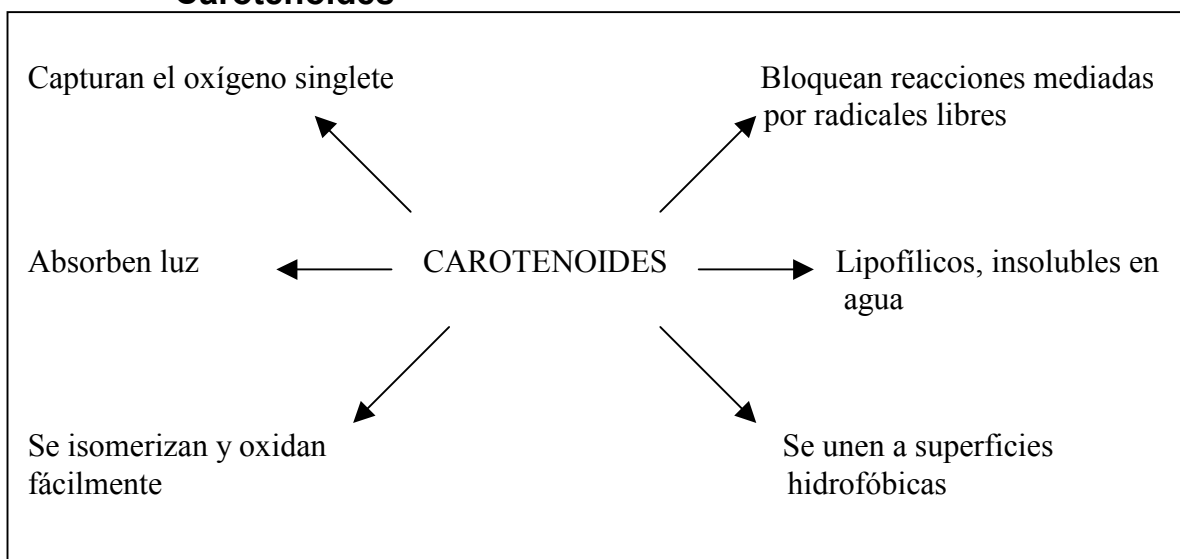 Carotenoides
Capturan el oxígeno singlete
Bloquean reacciones mediadas
por radicales libres
Absorben luz
CAROTENOIDES
Lipofílicos, insolubles en
agua
Se isomerizan y oxidan
fácilmente
Se unen a superficies
hidrofóbicas